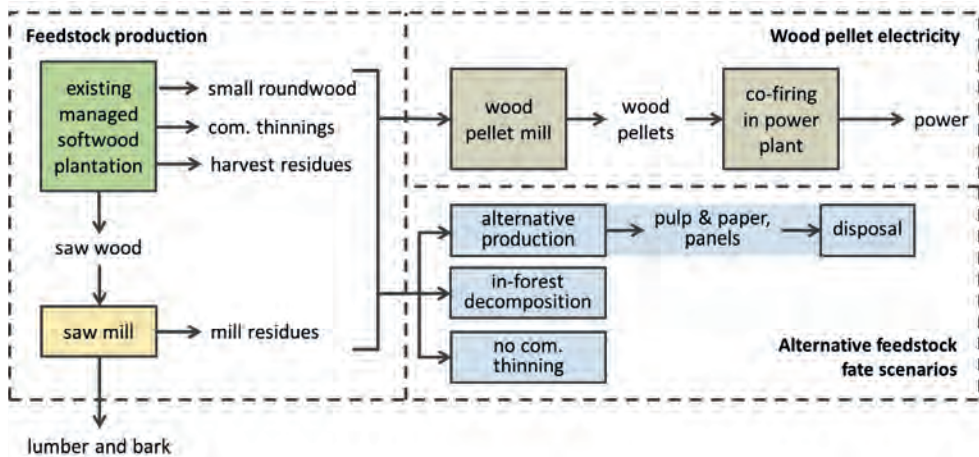 Feedstock production
existing
managed
softwood
plantation
small roundwood
com. thinnings
harvest residues
saw wood
saw mill
mill residues
lumber and bark
Wood pellet electricity
wood
pellet mill
wood
pellets
co-firing
in power
plant
power
alternative
production
pulp & paper,
panels
disposal
in-forest
decomposition
no com.
thinning
Alternative feedstock
fate scenarios